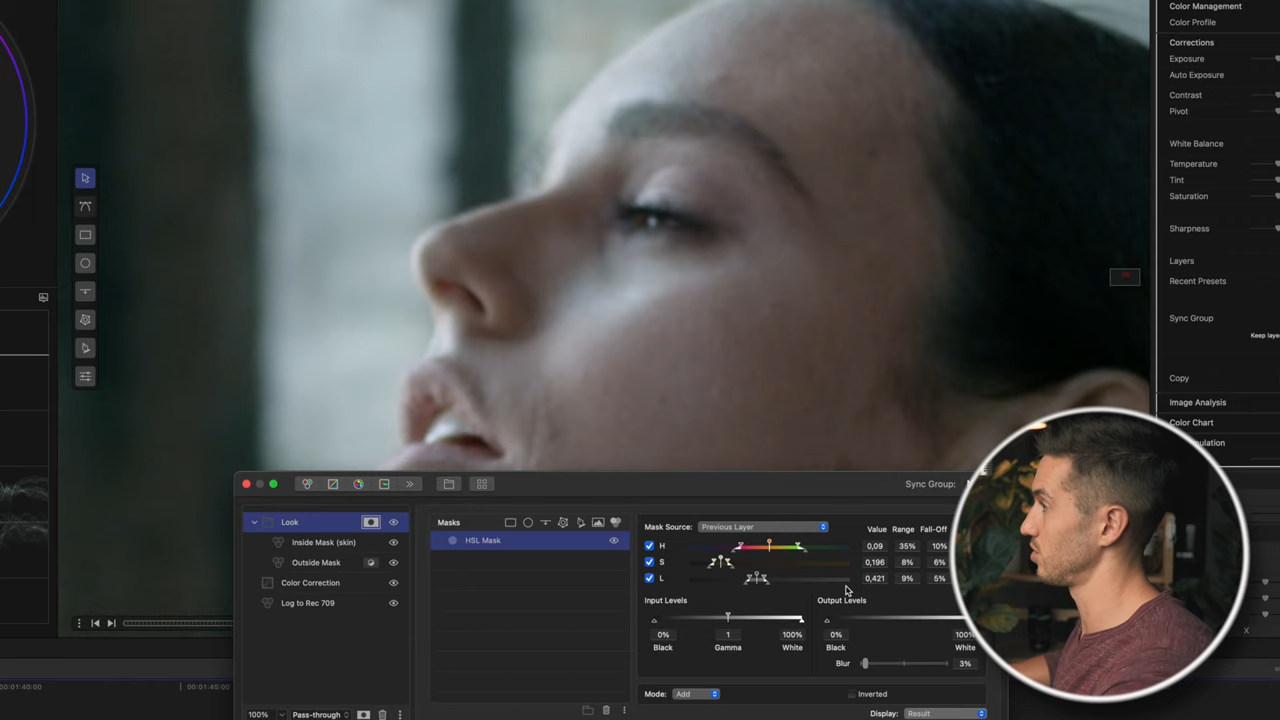 Color Management
Color Profile
Corrections
Exposure
Auto Exposure
Contrast
Pivot
White Balance
Temperature
Tint
Saturation
Sharpness
Layers
Recent Presets
Sync Group
Keep laye
Copy
Image Analysis
Color Chart
Sync Group:
Look
Inside Mask (skin)
Outside Mask
Color Correction
Log to Rec 709
100% Pass-through
Masks
HSL Mask
Mask Source: Previous Layer Value Range Fall-Off
H 0,09 35% 10%
S 0,196 8% 6%
L 0,421 9% 5%
Input Levels Output Levels
0% 1 100% 0% 100%
Black Gamma White Black White
Blur 3%
Mode: Add Inverted
Display: Result
00:01:40:00 00:01:40:00
X